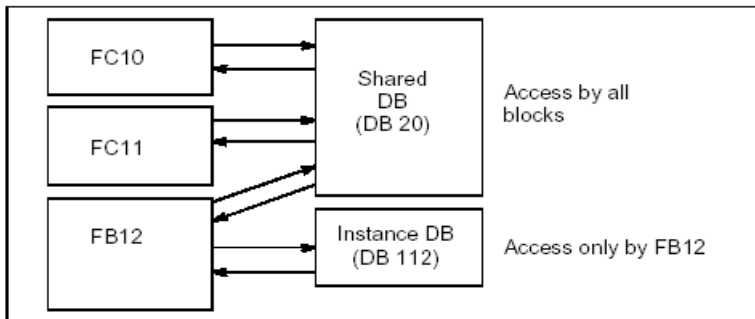 FC10
Shared
DB
(DB 20)
Access by all
blocks
FC11
FB12
Instance DB
(DB 112)
Access only by FB12